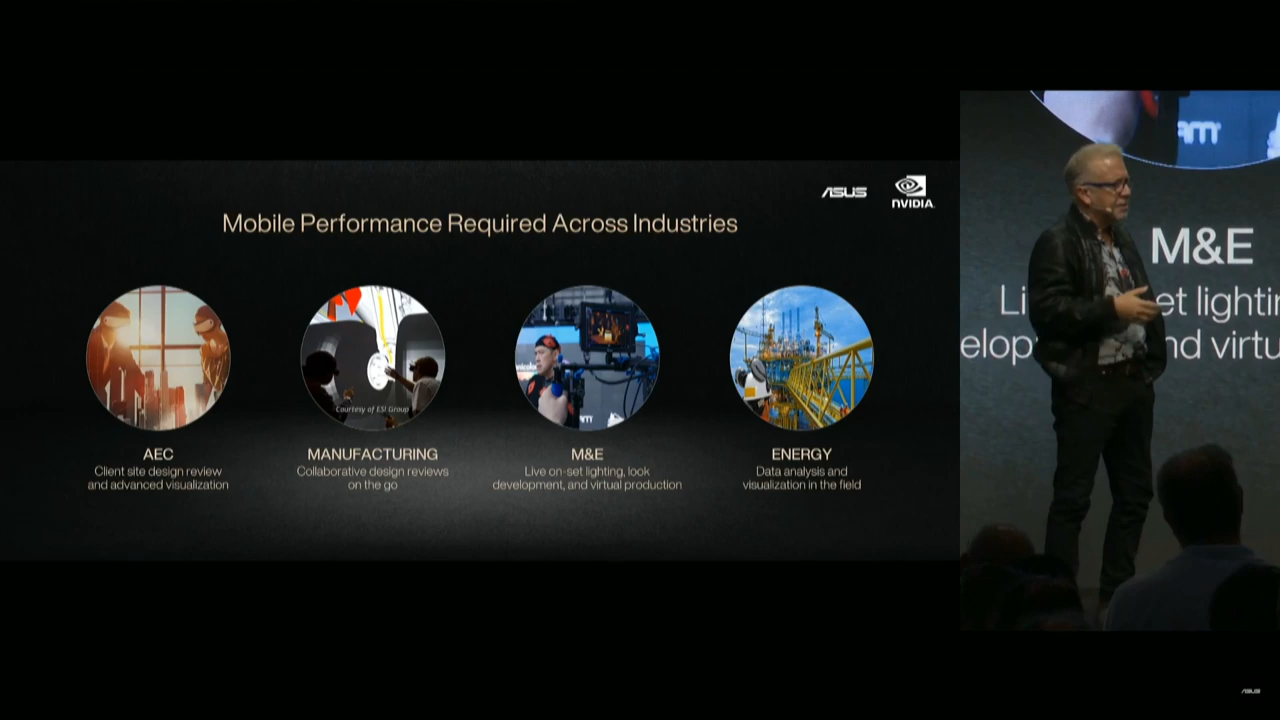 ASUS
NVIDIA.
Mobile Performance Required Across Industries
Courtesy of ESI Group
AEC
Client site design review
and advanced visualization
MANUFACTURING
Collaborative design reviews
on the go
M&E
Live on-set lighting, look
development, and virtual production
ENERGY
Data analysis and
visualization in the field
M&E
Li et lightin
elop nd virtu
ASUS